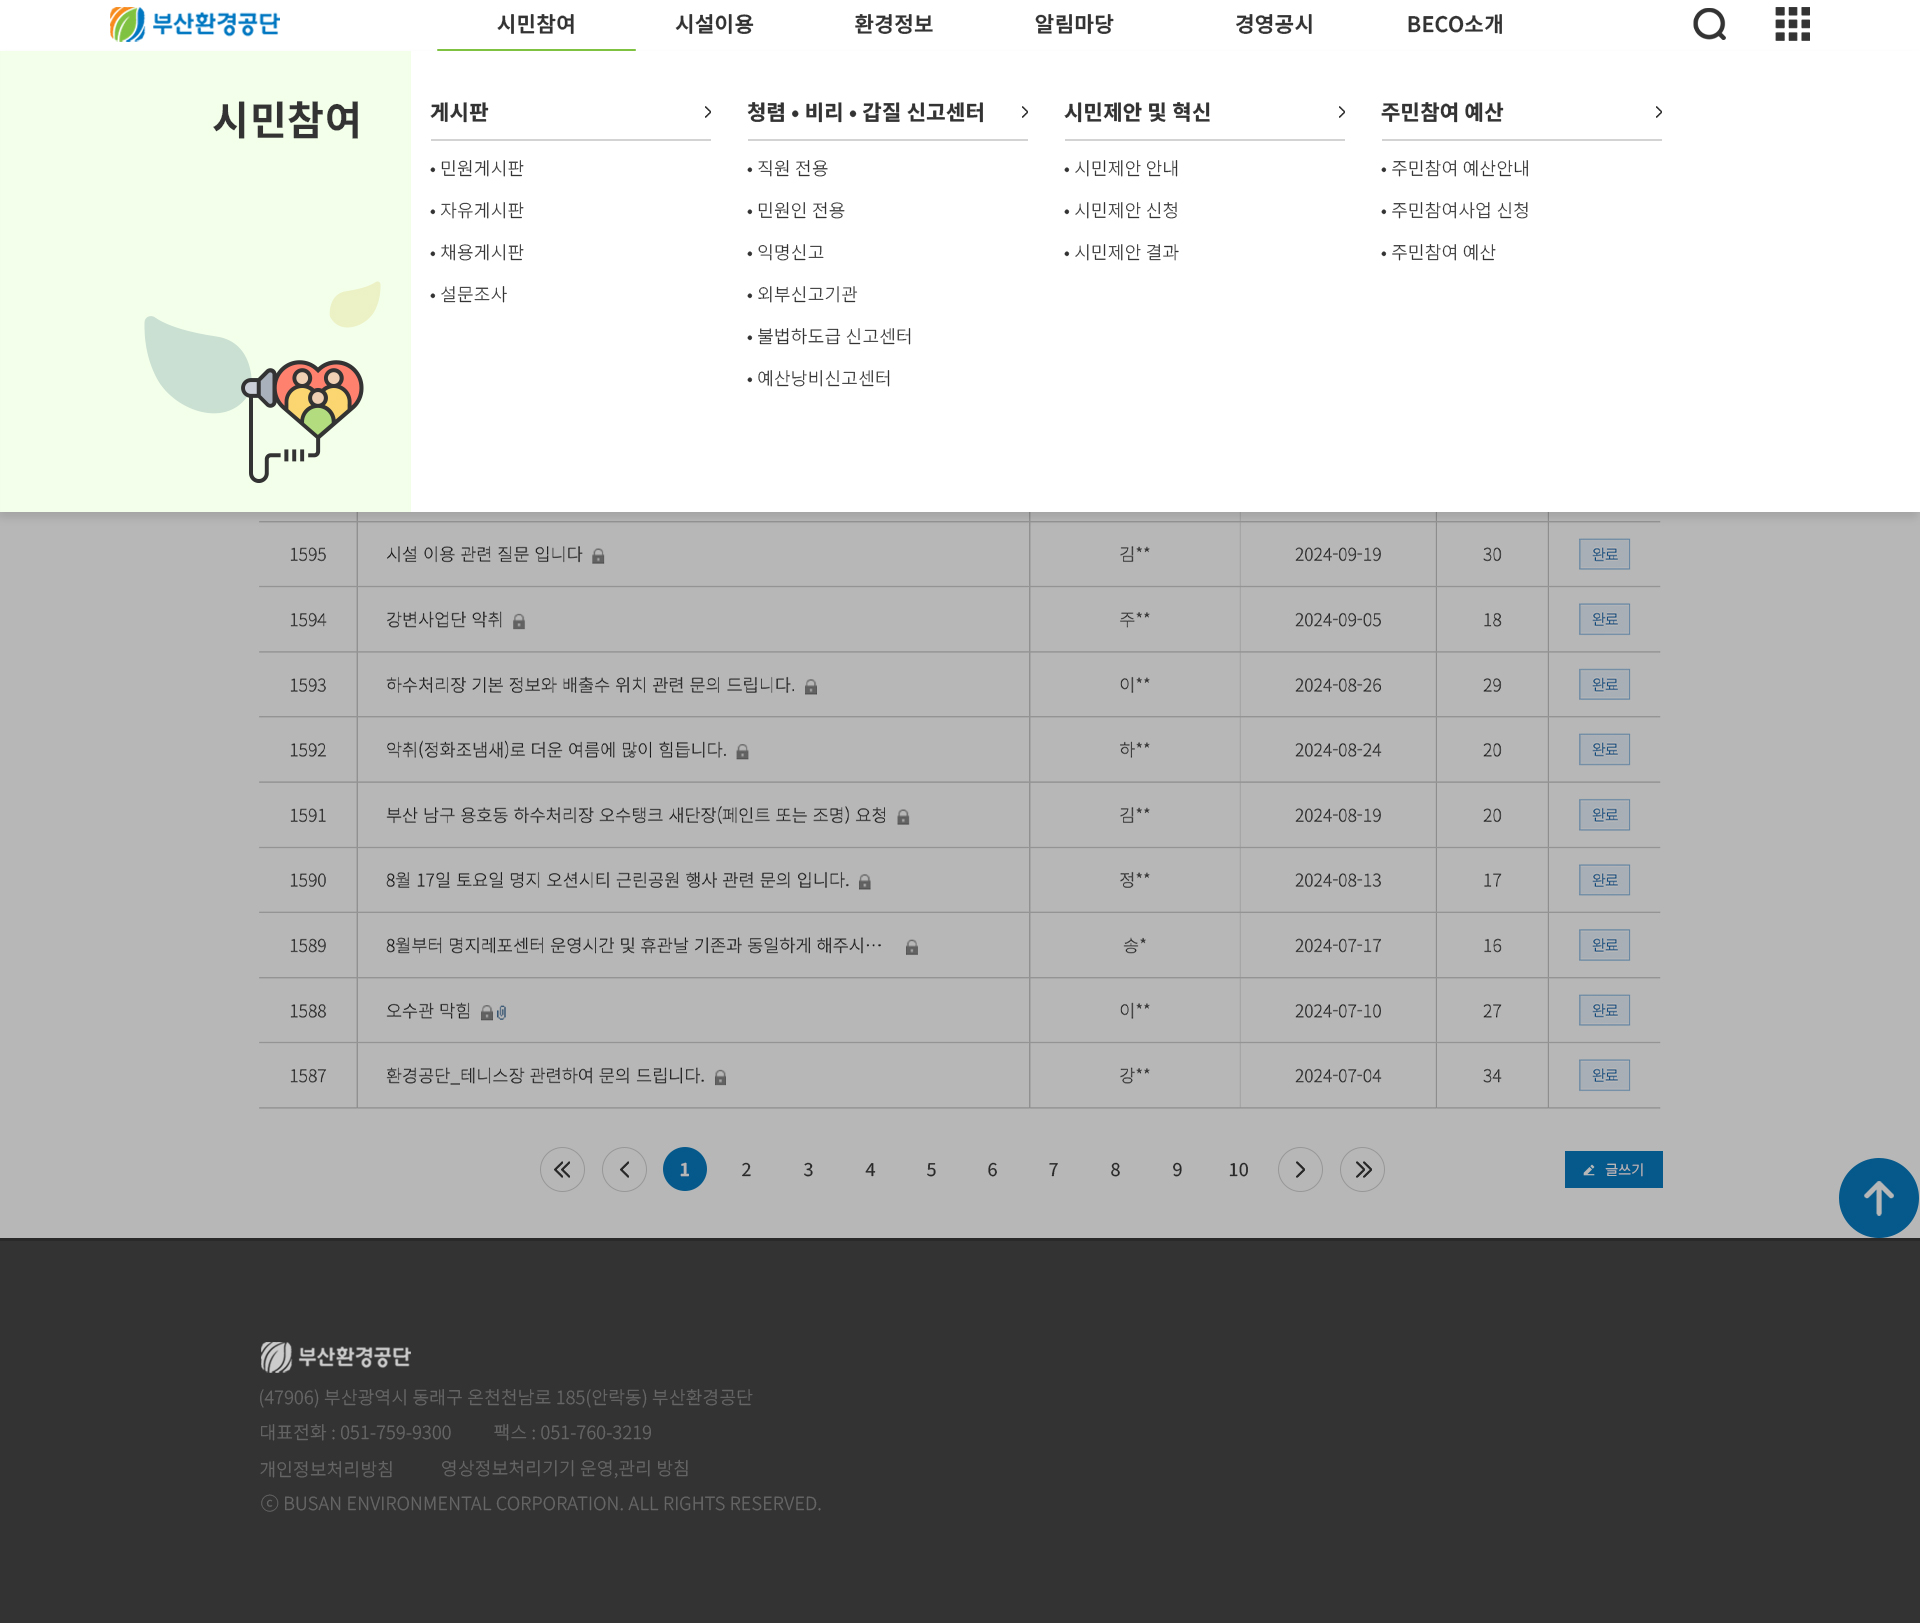 부산환경공단 시민참여 시설이용 환경정보 알림마당 경영공시 BECO소개
시민참여
게시판
• 민원게시판
• 자유게시판
• 채용게시판
• 설문조사
청렴 • 비리 • 갑질 신고센터
• 직원 전용
• 민원인 전용
• 익명신고
• 외부신고기관
• 불법하도급 신고센터
• 예산낭비신고센터
시민제안 및 혁신
• 시민제안 안내
• 시민제안 신청
• 시민제안 결과
주민참여 예산
• 주민참여 예산안내
• 주민참여사업 신청
• 주민참여 예산
1595 시설 이용 관련 질문 입니다 김** 2024-09-19 30 완료
1594 강변사업단 악취 주** 2024-09-05 18 완료
1593 하수처리장 기본 정보와 배출수 위치 관련 문의 드립니다. 이** 2024-08-26 29 완료
1592 악취(정화조냄새)로 더운 여름에 많이 힘듭니다. 하** 2024-08-24 20 완료
1591 부산 남구 용호동 하수처리장 오수탱크 새단장(페인트 또는 조명) 요청 김** 2024-08-19 20 완료
1590 8월 17일 토요일 명지 오션시티 근린공원 행사 관련 문의 입니다. 정** 2024-08-13 17 완료
1589 8월부터 명지레포센터 운영시간 및 휴관날 기존과 동일하게 해주시… 송* 2024-07-17 16 완료
1588 오수관 막힘 이** 2024-07-10 27 완료
1587 환경공단_테니스장 관련하여 문의 드립니다. 강** 2024-07-04 34 완료
1 2 3 4 5 6 7 8 9 10 글쓰기
부산환경공단
(47906) 부산광역시 동래구 온천천남로 185(안락동) 부산환경공단
대표전화 : 051-759-9300 팩스 : 051-760-3219
개인정보처리방침 영상정보처리기기 운영,관리 방침
ⓒ BUSAN ENVIRONMENTAL CORPORATION. ALL RIGHTS RESERVED.